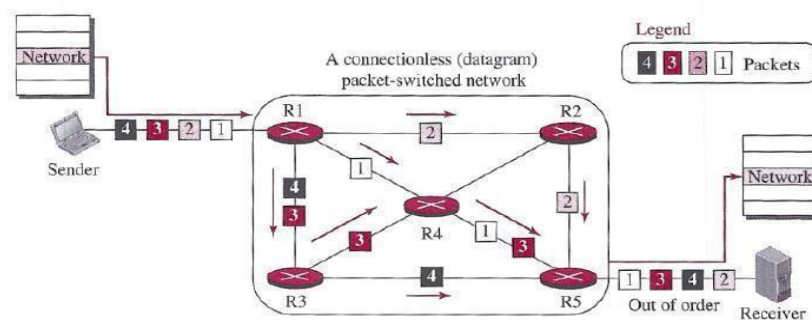 Legend
4 3 2 1 Packets
Network
A connectionless (datagram)
packet-switched network
R1
R2
4 3 2 1
2
Sender
1
4
3
Network
2
R4
3
1
3
4
R3
R5
1 3 4 2
Out of order
Receiver